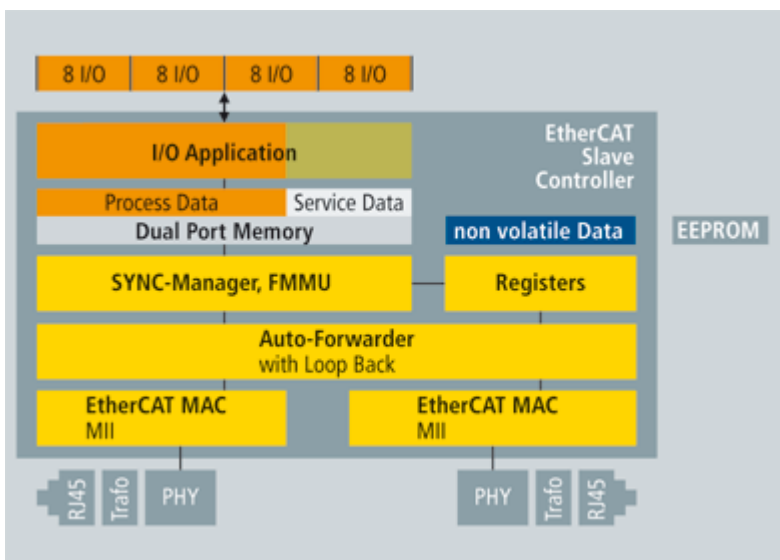 8 I/O 8 I/O 8 I/O 8 I/O
EtherCAT
Slave
Controller
I/O Application
Process Data Service Data
Dual Port Memory non volatile Data EEPROM
SYNC-Manager, FMMU Registers
Auto-Forwarder
with Loop Back
EtherCAT MAC EtherCAT MAC
MII MII
RJ45 Trafo PHY PHY Trafo RJ45